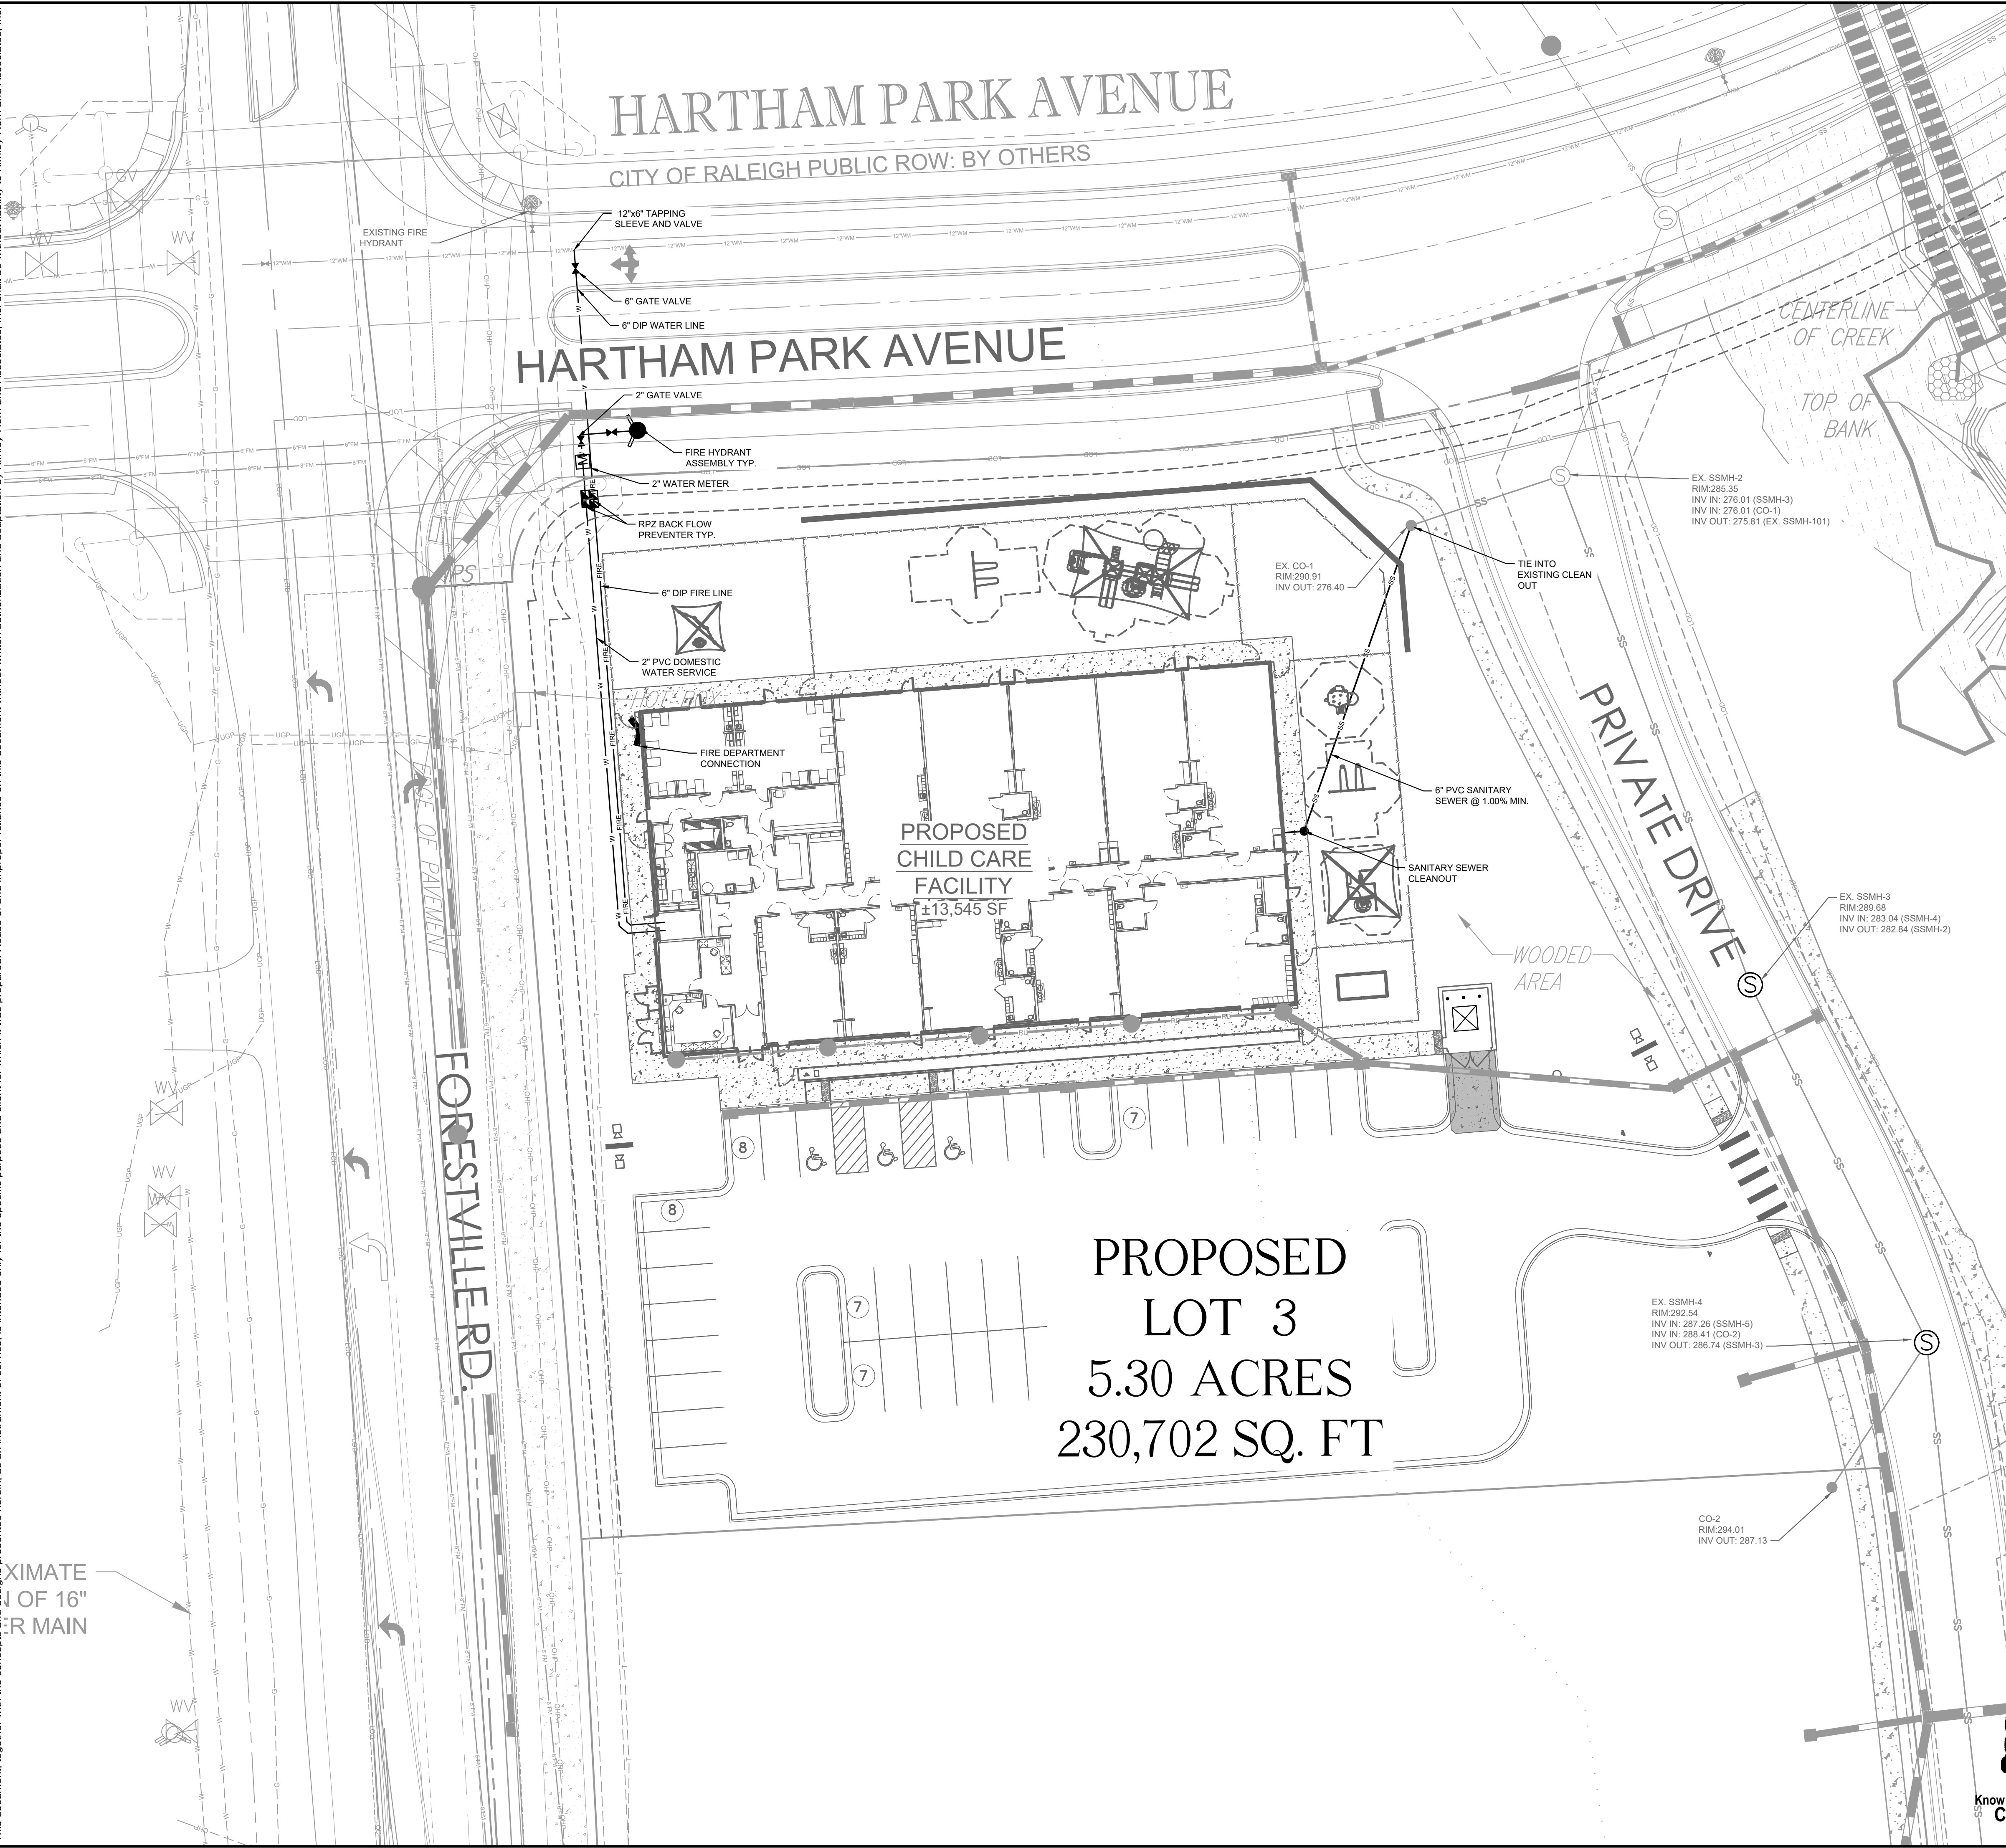 HARTHAM PARK AVENUE
CITY OF RALEIGH PUBLIC ROW: BY OTHERS
12"x6" TAPPING
SLEEVE AND VALVE
EXISTING FIRE
HYDRANT
GV
WV
WV
6" GATE VALVE
6" DIP WATER LINE
HARTHAM PARK AVENUE
2" GATE VALVE
FIRE HYDRANT
ASSEMBLY TYP.
2" WATER METER
RPZ BACK FLOW
PREVENTER TYP.
CENTERLINE
OF CREEK
TOP OF
BANK
EX. SSMH-2
RIM:285.35
INV IN: 276.01 (SSMH-3)
INV IN: 276.01 (CO-1)
INV OUT: 275.81 (EX. SSMH-101)
EX. CO-1
RIM:290.91
INV OUT: 276.40
TIE INTO
EXISTING CLEAN
OUT
6" DIP FIRE LINE
2" PVC DOMESTIC
WATER SERVICE
FIRE DEPARTMENT
CONNECTION
PROPOSED
CHILD CARE
FACILITY
±13,545 SF
6" PVC SANITARY
SEWER @ 1.00% MIN.
SANITARY SEWER
CLEANOUT
PRIVATE DRIVE
EX. SSMH-3
RIM:289.68
INV IN: 283.04 (SSMH-4)
INV OUT: 282.84 (SSMH-2)
WOODED
AREA
EDGE OF PAVEMENT
FORESTVILLE RD.
WV
WV
WV
8
7
8
7
7
PROPOSED
LOT 3
5.30 ACRES
230,702 SQ. FT
EX. SSMH-4
RIM:292.54
INV IN: 287.26 (SSMH-5)
INV IN: 288.41 (CO-2)
INV OUT: 286.74 (SSMH-3)
CO-2
RIM:294.01
INV OUT: 287.13
XIMATE
N OF 16"
ER MAIN
WV
Know